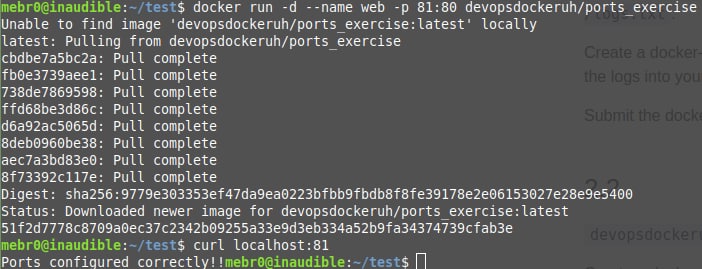 mebr0@inaudible:~/test$ docker run -d --name web -p 81:80 devopsdockeruh/ports_exercise
Unable to find image 'devopsdockeruh/ports_exercise:latest' locally
latest: Pulling from devopsdockeruh/ports_exercise
cbdbe7a5bc2a: Pull complete
fb0e3739aee1: Pull complete
738de7869598: Pull complete
ffd68be3d86c: Pull complete
d6a92ac5065d: Pull complete
8deb0960be38: Pull complete
aec7a3bd83e0: Pull complete
8f73392c117e: Pull complete
Digest: sha256:9779e303353ef47da9ea0223bfbb9fbdb8f8fe39178e2e06153027e28e9e5400
Status: Downloaded newer image for devopsdockeruh/ports_exercise:latest
51f2d7778c8709a0ec37c2342b09255a33e9d3eb334a52b9fa34374739cfab3e
mebr0@inaudible:~/test$ curl localhost:81
Ports configured correctly!!mebr0@inaudible:~/test$
Create a docker-
the logs into your
Submit the docke
devopsdockeru